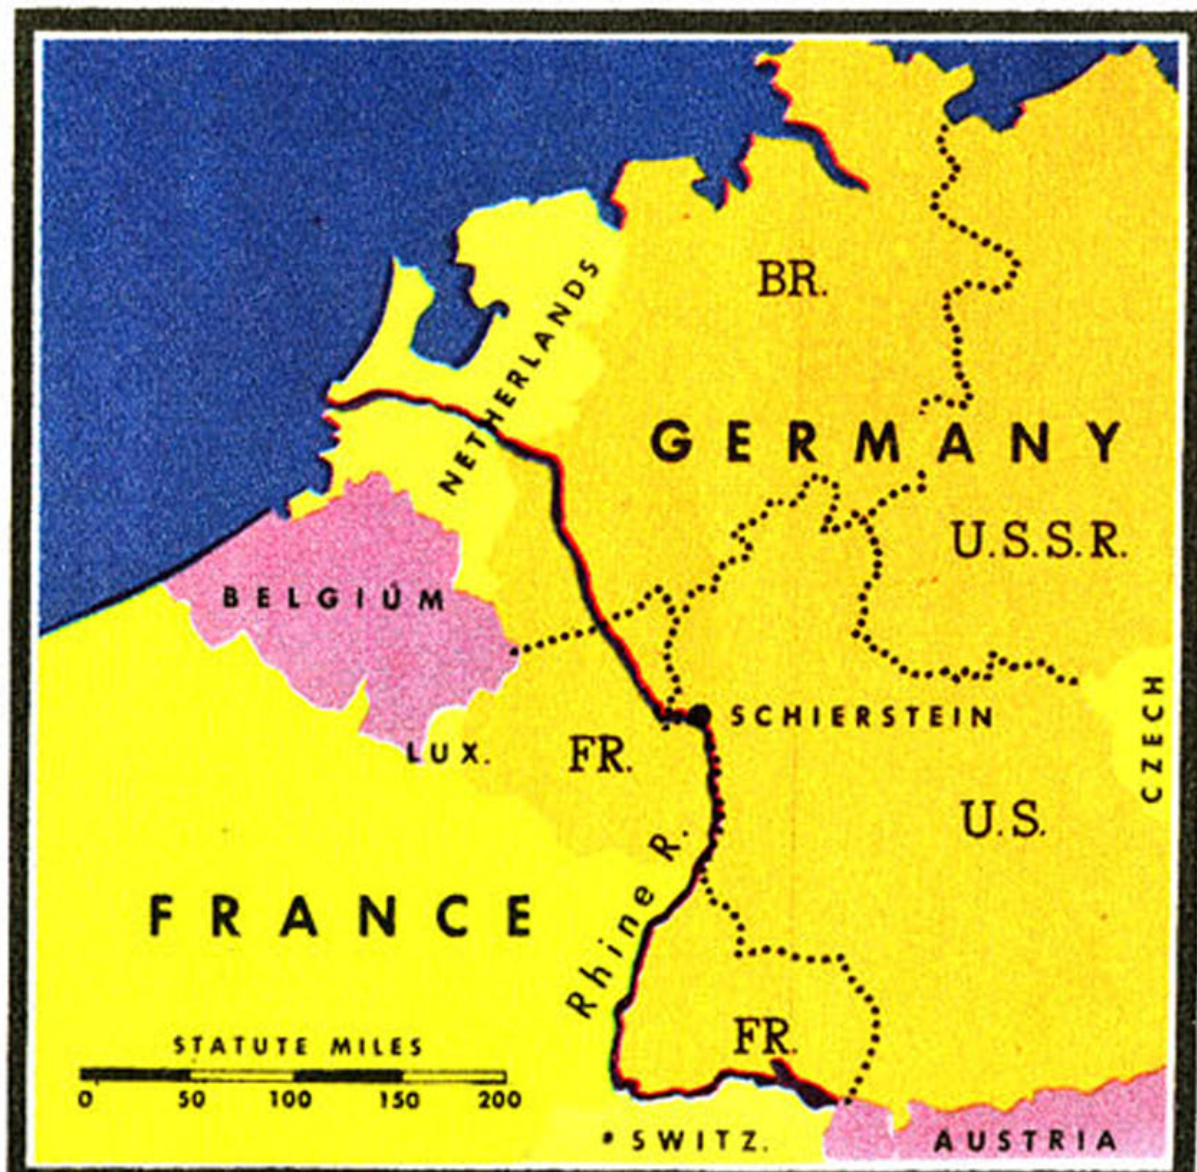 BR.
NETHERLANDS
GERMANY
U.S.S.R.
BELGIUM
SCHIERSTEIN
CZECH
LUX.
FR.
U.S.
Rhine R.
FRANCE
FR.
STATUTE MILES
0 50 100 150 200
SWITZ.
AUSTRIA